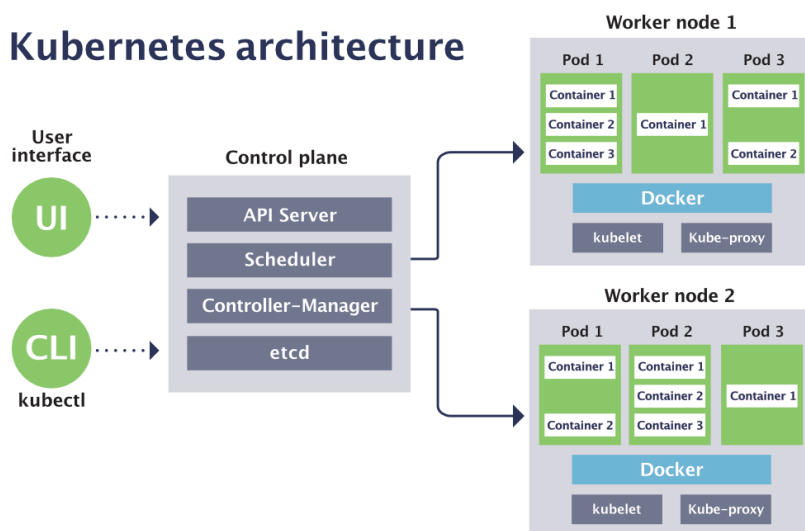 Kubernetes architecture
User
interface
UI
CLI
kubectl
Control plane
API Server
Scheduler
Controller-Manager
etcd
Worker node 1
Pod 1
Pod 2
Pod 3
Container 1
Container 2
Container 3
Container 1
Container 1
Container 2
Docker
kubelet
Kube-proxy
Worker node 2
Pod 1
Pod 2
Pod 3
Container 1
Container 2
Container 1
Container 2
Container 3
Container 1
Docker
kubelet
Kube-proxy